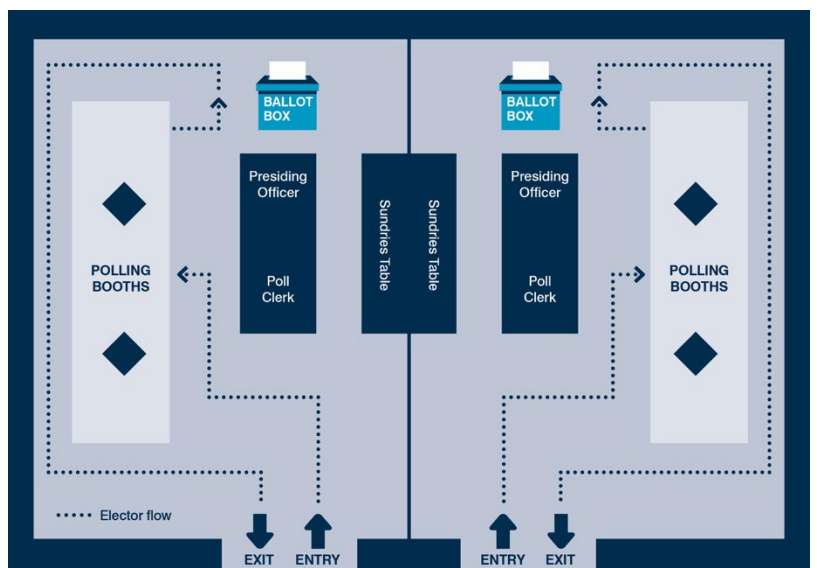 BALLOT
BOX
BALLOT
BOX
Presiding
Officer
Poll
Clerk
Sundries Table
Sundries Table
Presiding
Officer
Poll
Clerk
POLLING
BOOTHS
POLLING
BOOTHS
Elector flow
EXIT
ENTRY
ENTRY
EXIT